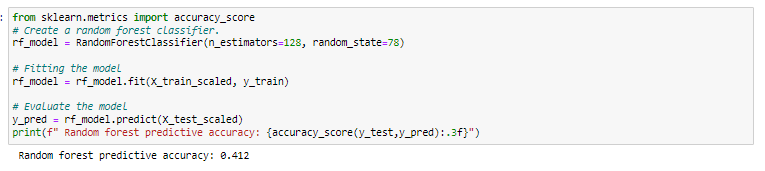 : from sklearn.metrics import accuracy_score
# Create a random forest classifier.
rf_model = RandomForestClassifier(n_estimators=128, random_state=78)
# Fitting the model
rf_model = rf_model.fit(X_train_scaled, y_train)
# Evaluate the model
y_pred = rf_model.predict(X_test_scaled)
print(f" Random forest predictive accuracy: {accuracy_score(y_test,y_pred):.3f}")
Random forest predictive accuracy: 0.412